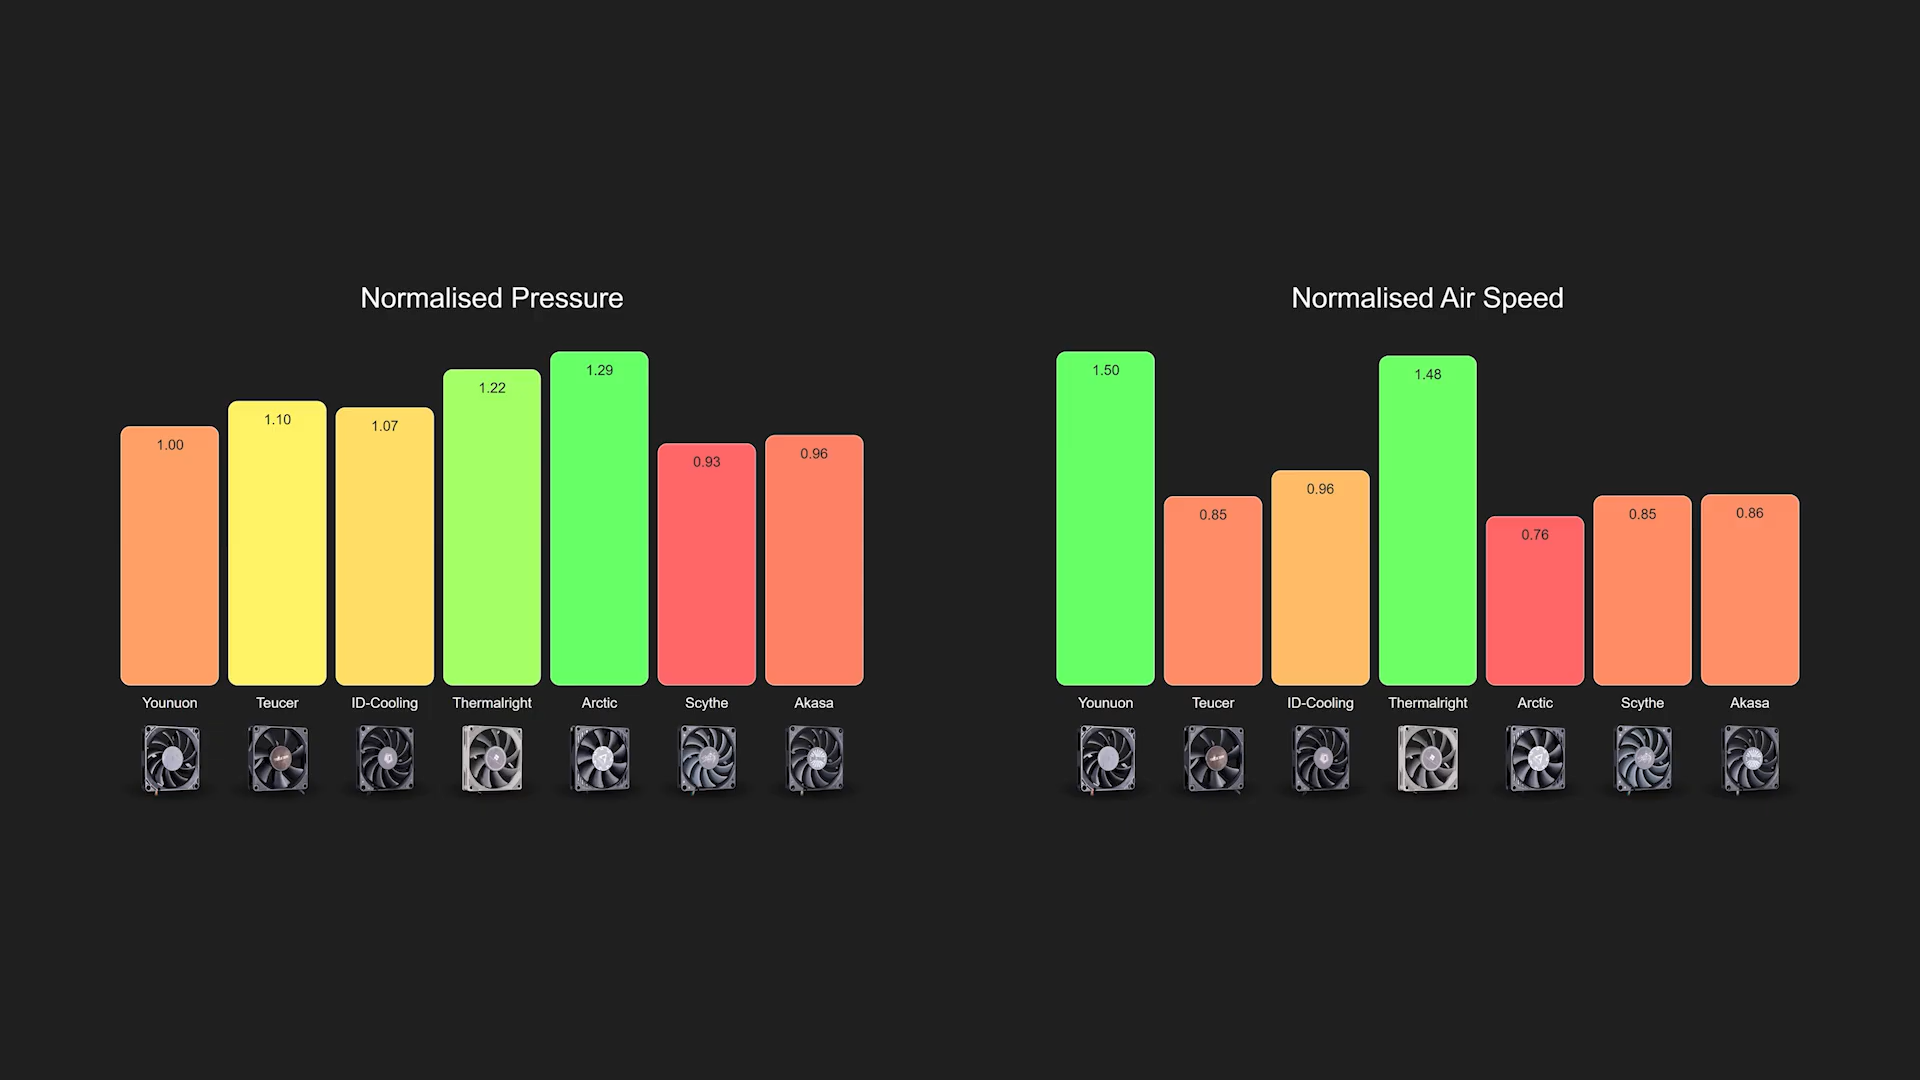 Normalised Pressure
1.00
1.10
1.07
1.22
1.29
0.93
0.96
Younuon
Teucer
ID-Cooling
Thermalright
Arctic
Scythe
Akasa
Normalised Air Speed
1.50
0.85
0.96
1.48
0.76
0.85
0.86
Younuon
Teucer
ID-Cooling
Thermalright
Arctic
Scythe
Akasa